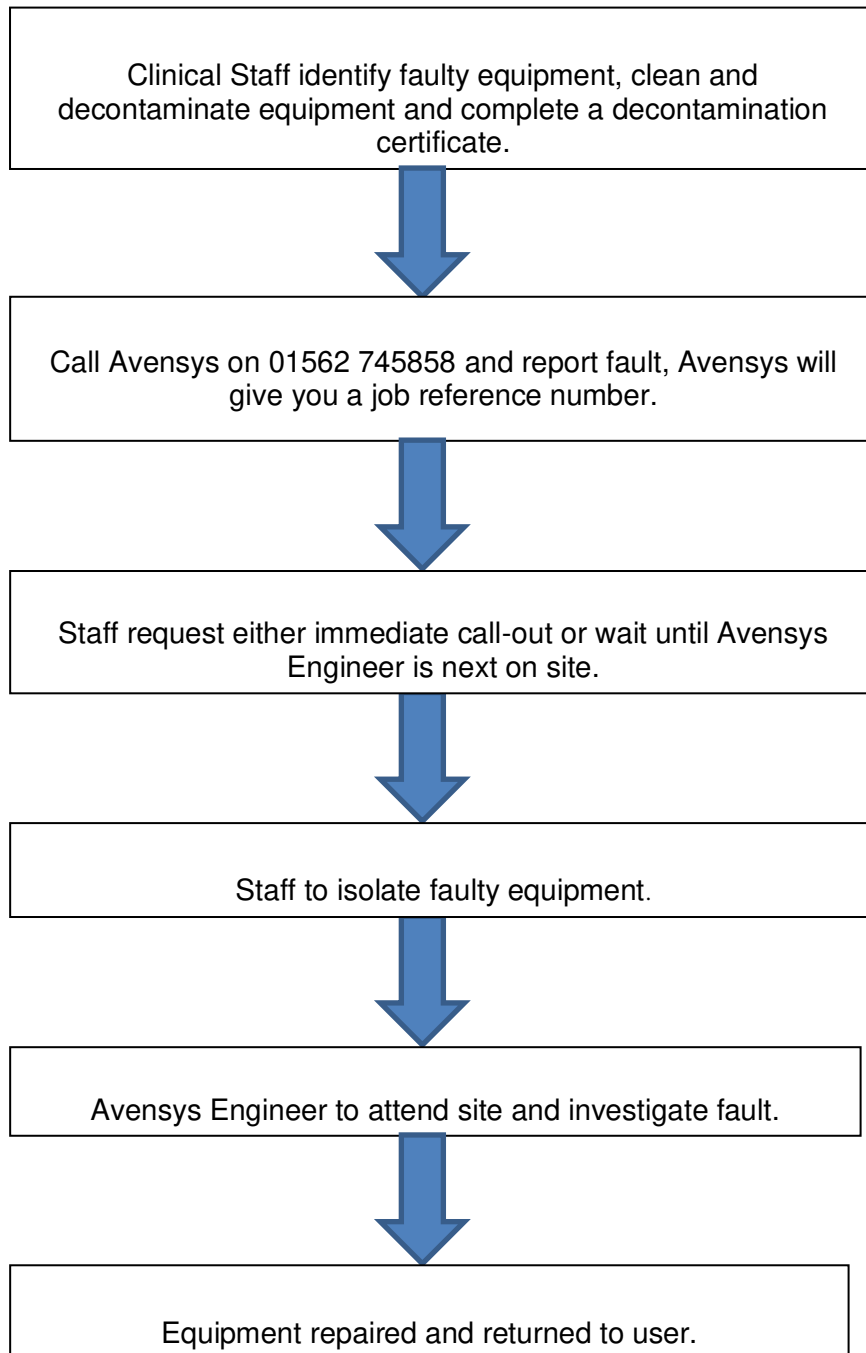 Clinical Staff identify faulty equipment, clean and
decontaminate equipment and complete a decontamination
certificate.
Call Avensys on 01562 745858 and report fault, Avensys will
give you a job reference number.
Staff request either immediate call-out or wait until Avensys
Engineer is next on site.
Staff to isolate faulty equipment.
Avensys Engineer to attend site and investigate fault.
Equipment repaired and returned to user.